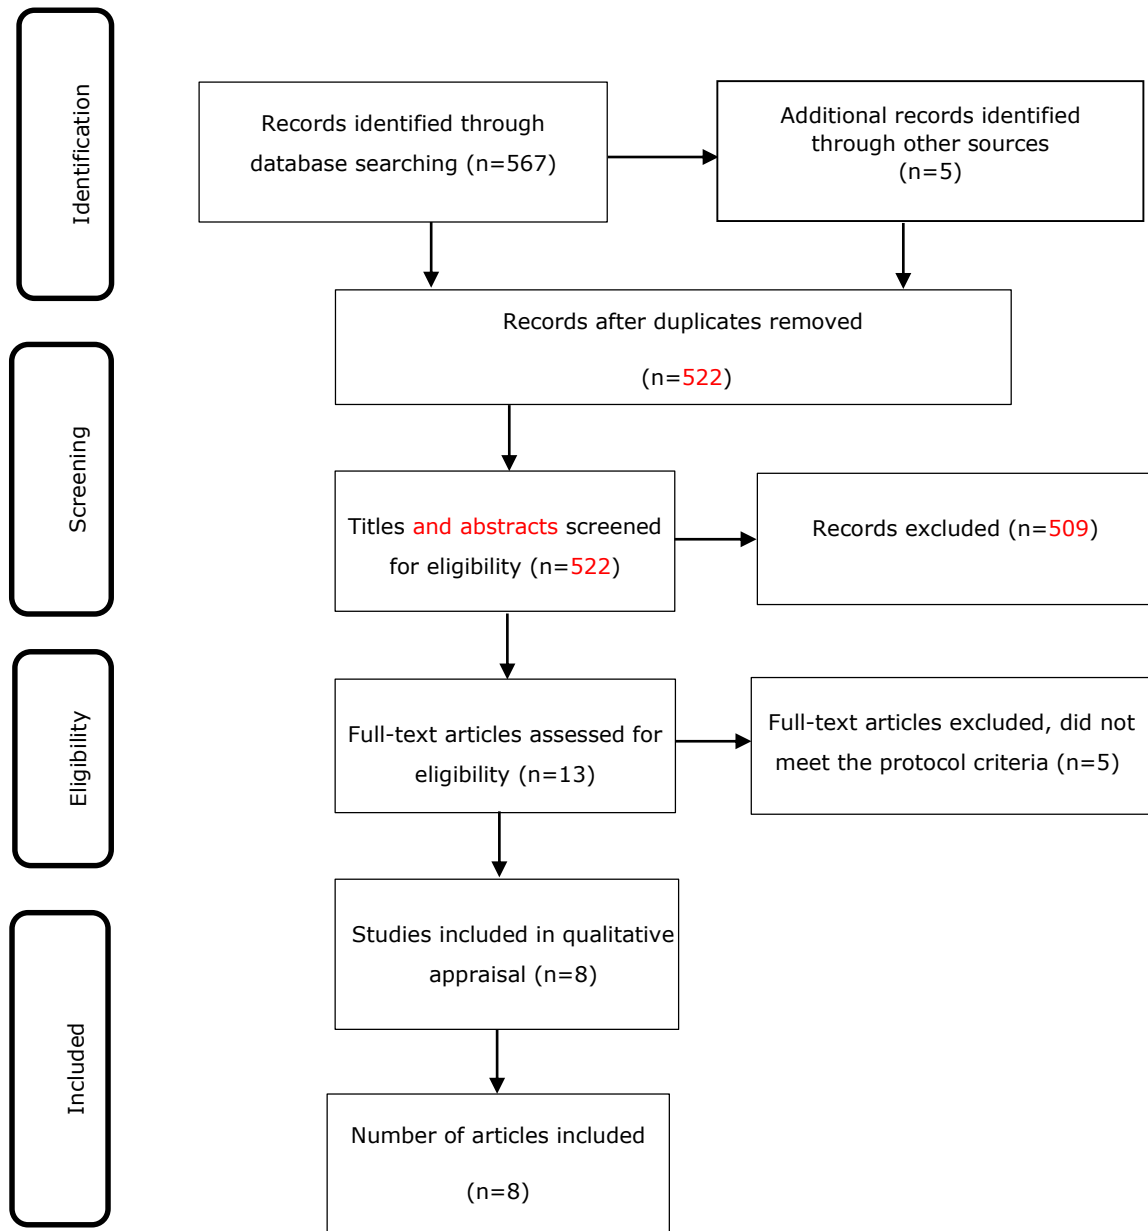 Identification
Records identified through
database searching (n=567)
Additional records identified
through other sources
(n=5)
Records after duplicates removed
(n=522)
Screening
Titles and abstracts screened
for eligibility (n=522)
Records excluded (n=509)
Eligibility
Full-text articles assessed for
eligibility (n=13)
Full-text articles excluded, did not
meet the protocol criteria (n=5)
Included
Studies included in qualitative
appraisal (n=8)
Number of articles included
(n=8)